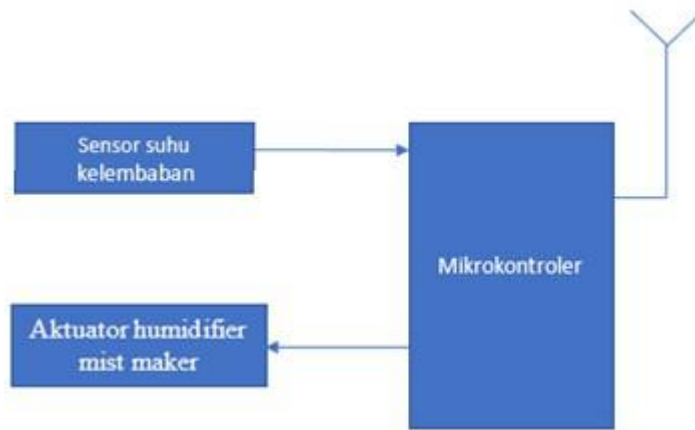 Sensor suhu
kelembaban
Mikrokontroler
Aktuator humidifier
mist maker